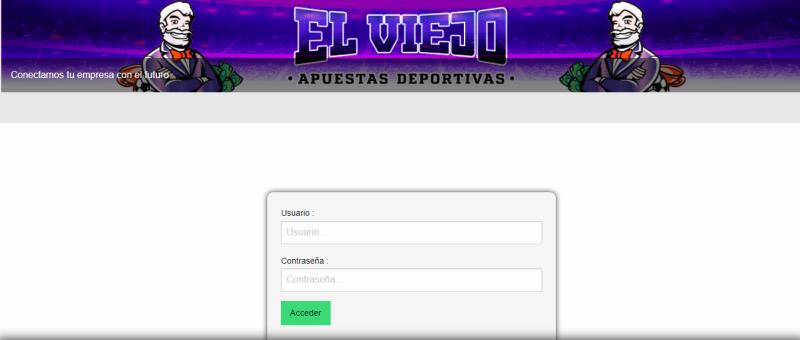 EL VIEJO
• APUESTAS DEPORTIVAS •
Conectamos tu empresa con el futuro
Usuario :
Usuario...
Contraseña :
Contraseña...
Acceder